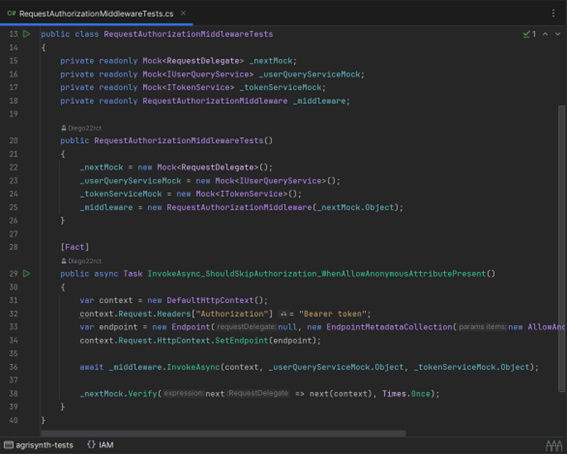 C# RequestAuthorizationMiddlewareTests.cs ×
13 public class RequestAuthorizationMiddlewareTests
1
14 {
15 private readonly Mock<RequestDelegate> _nextMock;
16 private readonly Mock<IUserQueryService> _userQueryServiceMock;
17 private readonly Mock<ITokenService> _tokenServiceMock;
18 private readonly RequestAuthorizationMiddleware _middleware;
19
Diego22rct
20 public RequestAuthorizationMiddlewareTests()
21 {
22 _nextMock = new Mock<RequestDelegate>();
23 _userQueryServiceMock = new Mock<IUserQueryService>();
24 _tokenServiceMock = new Mock<ITokenService>();
25 _middleware = new RequestAuthorizationMiddleware(_nextMock.Object);
26 }
27
28 [Fact]
Diego22rct
29 public async Task InvokeAsync_ShouldSkipAuthorization_WhenAllowAnonymousAttributePresent()
30 {
31 var context = new DefaultHttpContext();
32 context.Request.Headers["Authorization"] = "Bearer token";
33 var endpoint = new Endpoint(requestDelegate: null, new EndpointMetadataCollection(params items: new AllowAno
34 context.Request.HttpContext.SetEndpoint(endpoint);
35
36 await _middleware.InvokeAsync(context, _userQueryServiceMock.Object, _tokenServiceMock.Object);
37
38 _nextMock.Verify(expression: next :RequestDelegate => next(context), Times.Once);
39 }
40 }
agrisynth-tests {} IAM